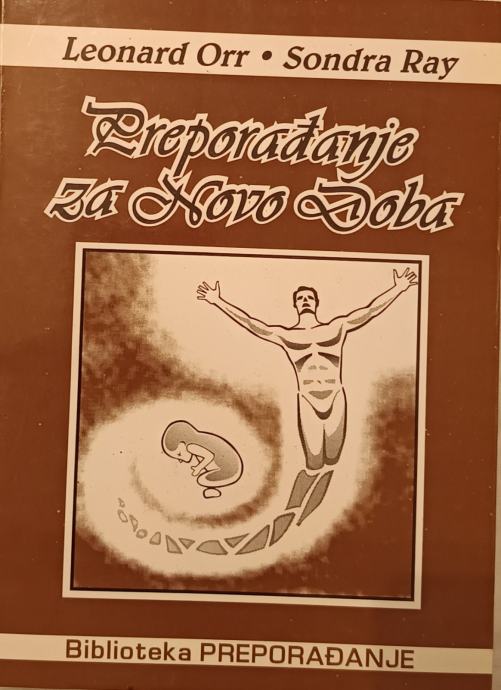 Leonard Orr • Sondra Ray
Preporađanje
za Novo Doba
Biblioteka PREPORAĐANJE